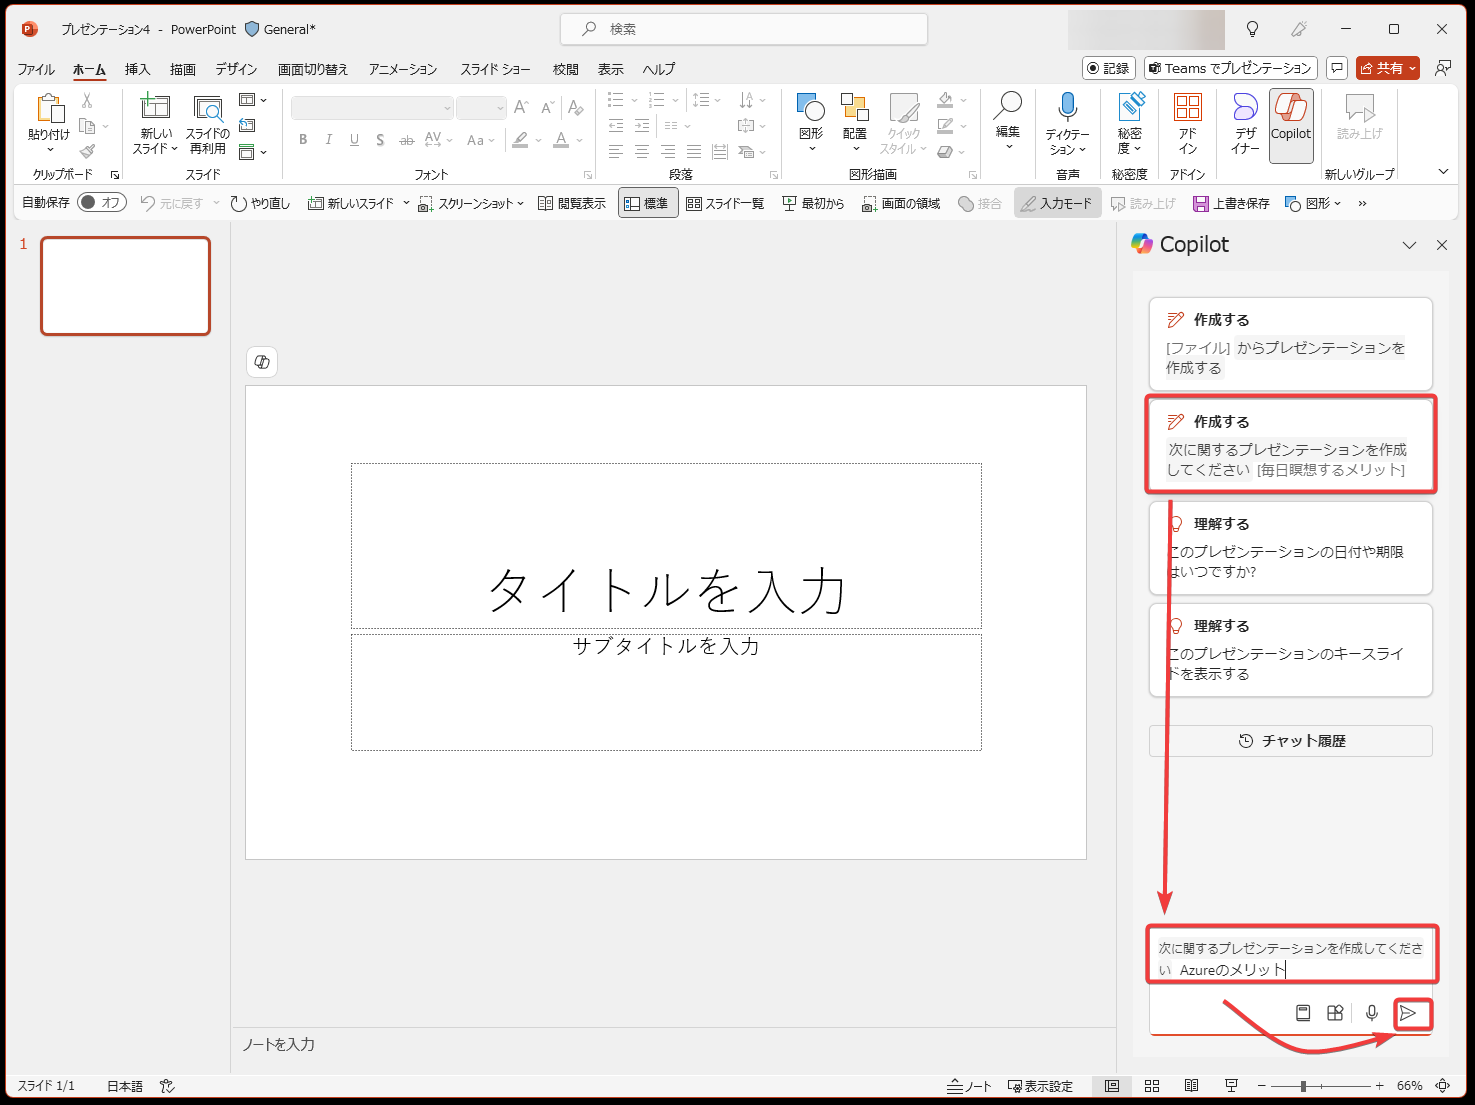 プレゼンテーション4 - PowerPoint General*
検索
ファイル ホーム 挿入 描画 デザイン 画面切り替え アニメーション スライド ショー 校閲 表示 ヘルプ
記録 Teams でプレゼンテーション 共有
貼り付け
クリップボード
新しい
スライド
スライドの
再利用
スライド
B I U S ab AV Aa A
フォント
段落
図形
配置
クイック
スタイル
図形描画
編集
ディクテー
ション
音声
秘密
度
秘密度
アド
イン
アドイン
デザ
イナー
Copilot
読み上げ
新しいグループ
自動保存 オフ 元に戻す やり直し 新しいスライド スクリーンショット 閲覧表示 標準 スライド一覧 最初から 画面の領域 接合 入力モード 読み上げ 上書き保存 図形 »
1
タイトルを入力
サブタイトルを入力
ノートを入力
Copilot
作成する
[ファイル] からプレゼンテーションを
作成する
作成する
次に関するプレゼンテーションを作成
してください [毎日瞑想するメリット]
理解する
このプレゼンテーションの日付や期限
はいつですか?
理解する
このプレゼンテーションのキースライ
ドを表示する
チャット履歴
次に関するプレゼンテーションを作成してくださ
い Azureのメリット
スライド 1/1 日本語
ノート 表示設定 66%